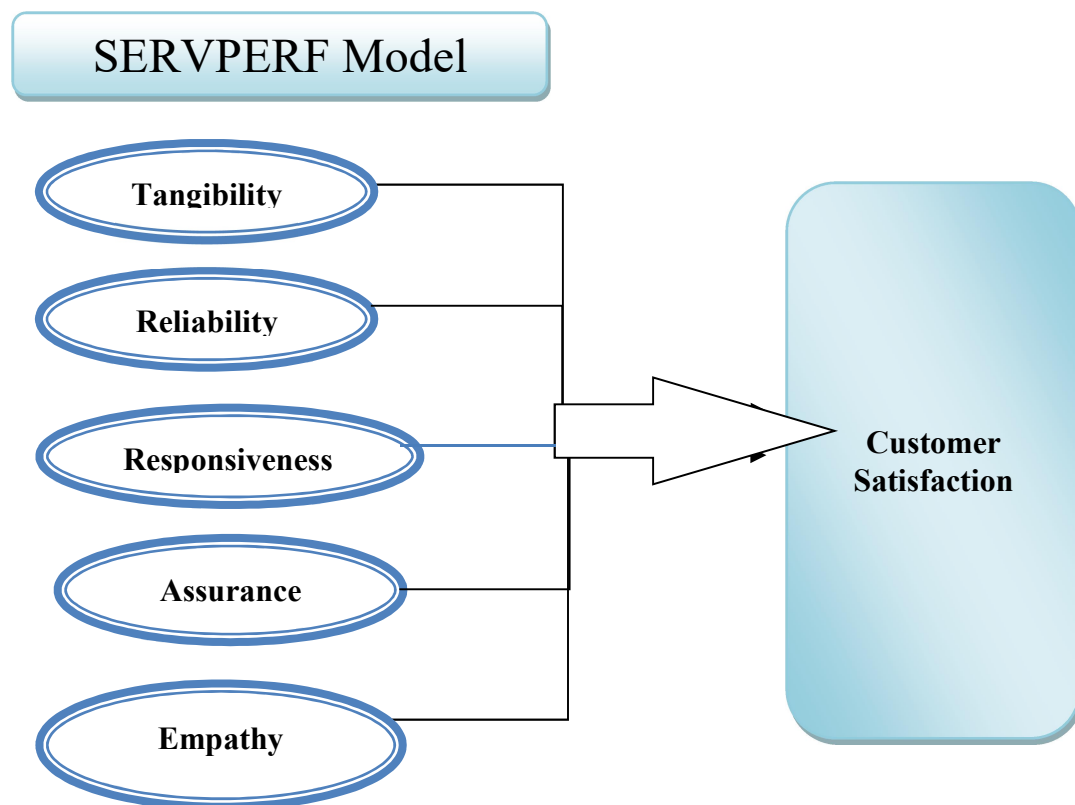 SERVPERF Model
Tangibility
Reliability
Responsiveness
Assurance
Empathy
Customer
Satisfaction